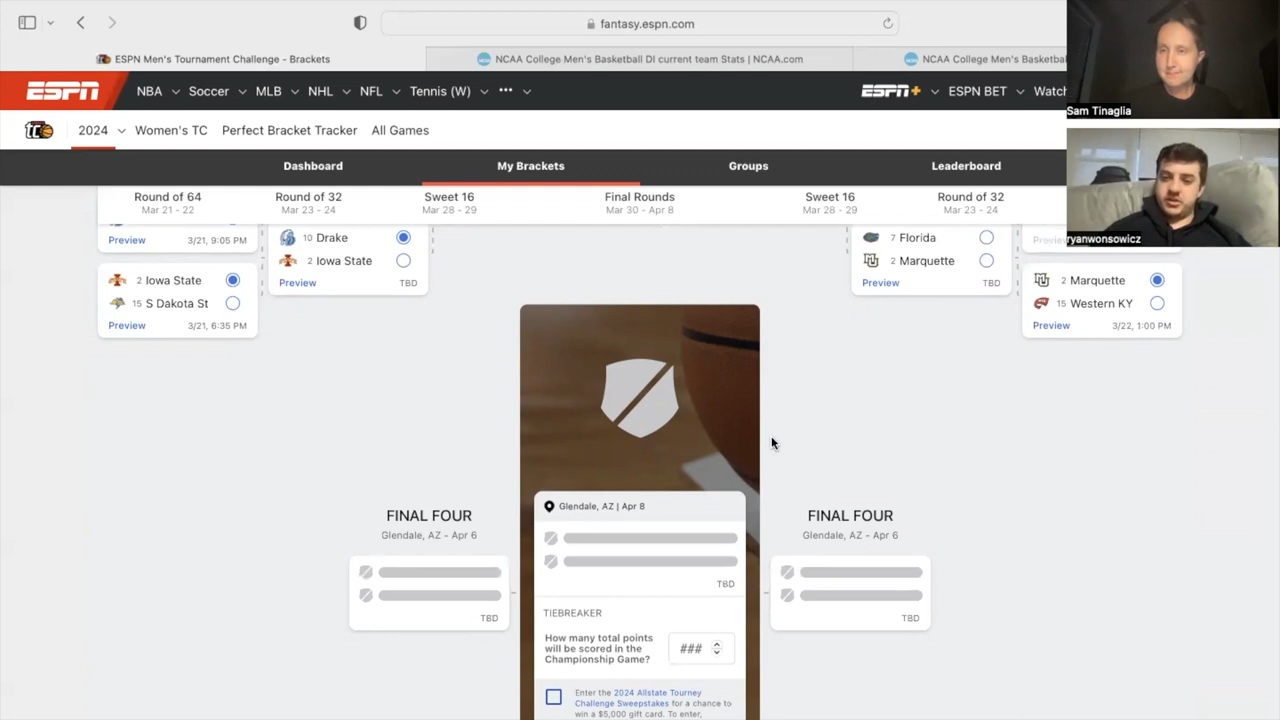 fantasy.espn.com
ESPN Men's Tournament Challenge - Brackets
NCAA College Men's Basketball DI current team Stats | NCAA.com
NCAA College Men's Basketbal
Sam Tinaglia
ESPN
NBA
Soccer
MLB
NHL
NFL
Tennis (W)
ESPN+
ESPN BET
Watch
2024
Women's TC
Perfect Bracket Tracker
All Games
Dashboard
My Brackets
Groups
Leaderboard
ryanwonsowicz
Round of 64
Mar 21 - 22
Round of 32
Mar 23 - 24
Sweet 16
Mar 28 - 29
Final Rounds
Mar 30 - Apr 8
Sweet 16
Mar 28 - 29
Round of 32
Mar 23 - 24
Preview 3/21, 9:05 PM
10 Drake
2 Iowa State
Preview TBD
7 Florida
2 Marquette
Preview TBD
Preview
2 Iowa State
15 S Dakota St
Preview 3/21, 6:35 PM
2 Marquette
15 Western KY
Preview 3/22, 1:00 PM
FINAL FOUR
Glendale, AZ - Apr 6
TBD
Glendale, AZ | Apr 8
TBD
TIEBREAKER
How many total points
will be scored in the
Championship Game?
###
Enter the 2024 Allstate Tourney
Challenge Sweepstakes for a chance to
win a $5,000 gift card. To enter,
FINAL FOUR
Glendale, AZ - Apr 6
TBD